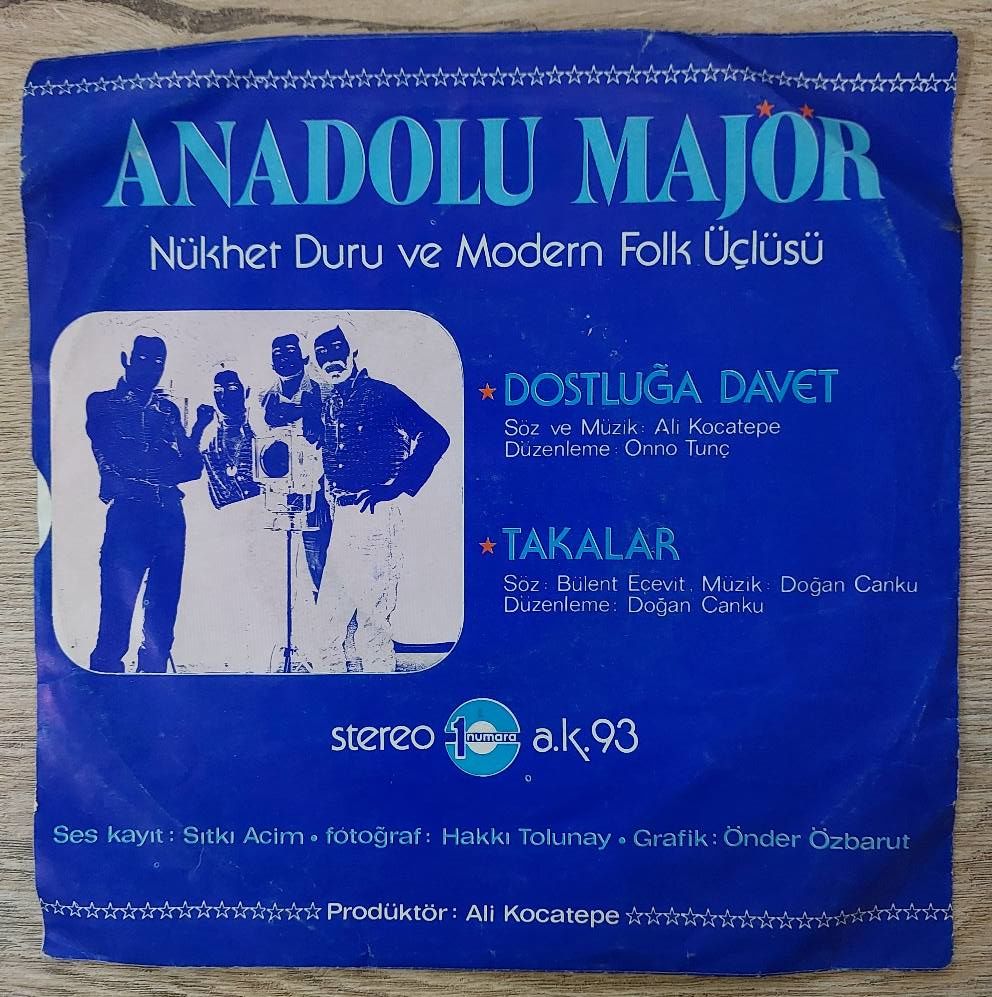 ANADOLU MAJÖR
Nükhet Duru ve Modern Folk Üçlüsü
DOSTLUĞA DAVET
Söz ve Müzik: Ali Kocatepe
Düzenleme: Onno Tunç
TAKALAR
Söz: Bülent Ecevit, Müzik: Doğan Canku
Düzenleme: Doğan Canku
stereo 1 numara a.k.93
Ses kayıt: Sıtkı Acim • fotoğraf: Hakkı Tolunay • Grafik: Önder Özbarut
Prodüktör: Ali Kocatepe